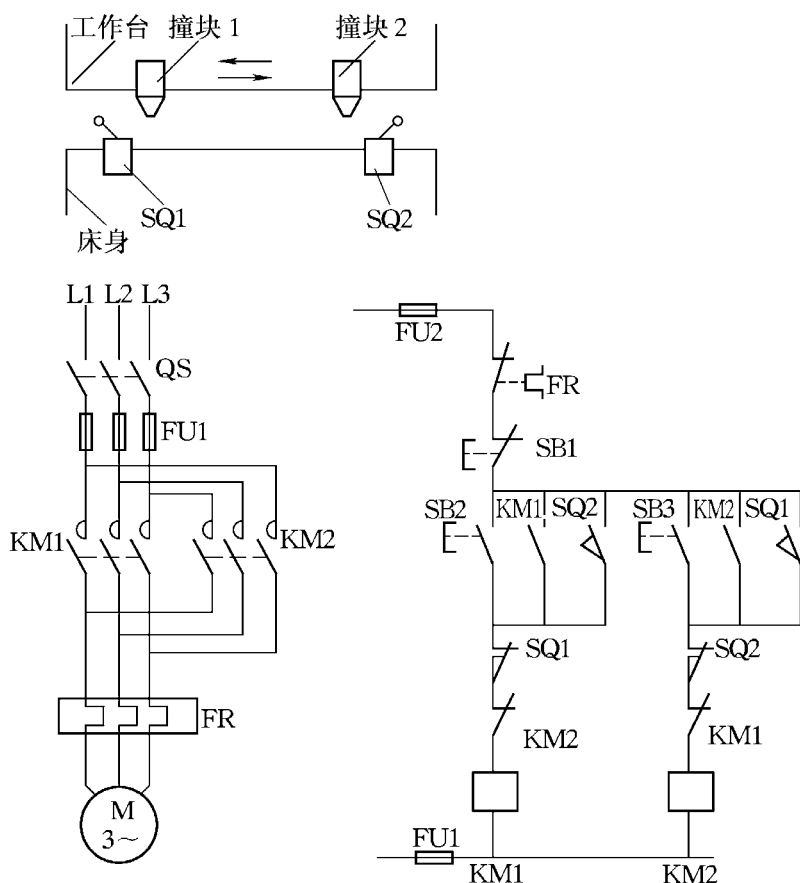 工作台 撞块 1 撞块 2
SQ1 SQ2
床身
L1 L2 L3
QS
FU1
KM1 KM2
FR
M
3～
FU2
FR
SB1
SB2 KM1 SQ2 SB3 KM2 SQ1
SQ1 SQ2
KM2 KM1
FU1
KM1 KM2